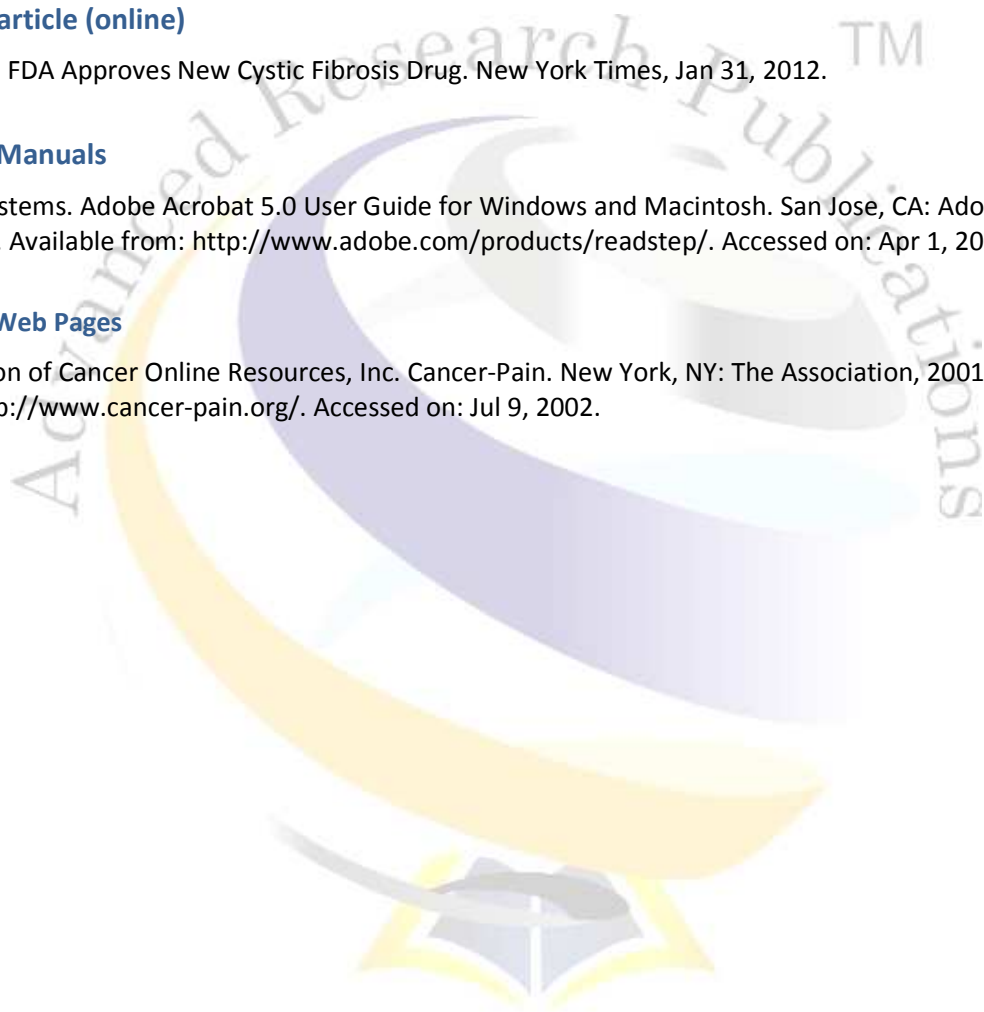 article (online)
FDA Approves New Cystic Fibrosis Drug. New York Times, Jan 31, 2012.
Manuals
stems. Adobe Acrobat 5.0 User Guide for Windows and Macintosh. San Jose, CA: Ado
. Available from: http://www.adobe.com/products/readstep/. Accessed on: Apr 1, 20
Web Pages
on of Cancer Online Resources, Inc. Cancer-Pain. New York, NY: The Association, 2001
p://www.cancer-pain.org/. Accessed on: Jul 9, 2002.
Advanced Research Publications
TM